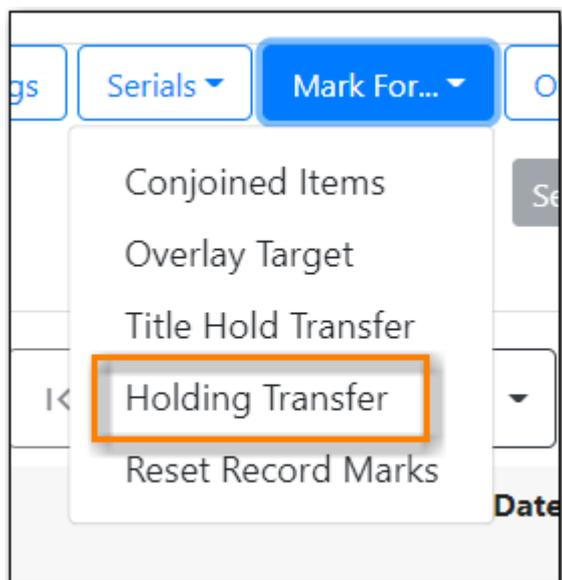 gs Serials Mark For... O
Conjoined Items
Se
Overlay Target
Title Hold Transfer
Holding Transfer
Reset Record Marks
Date